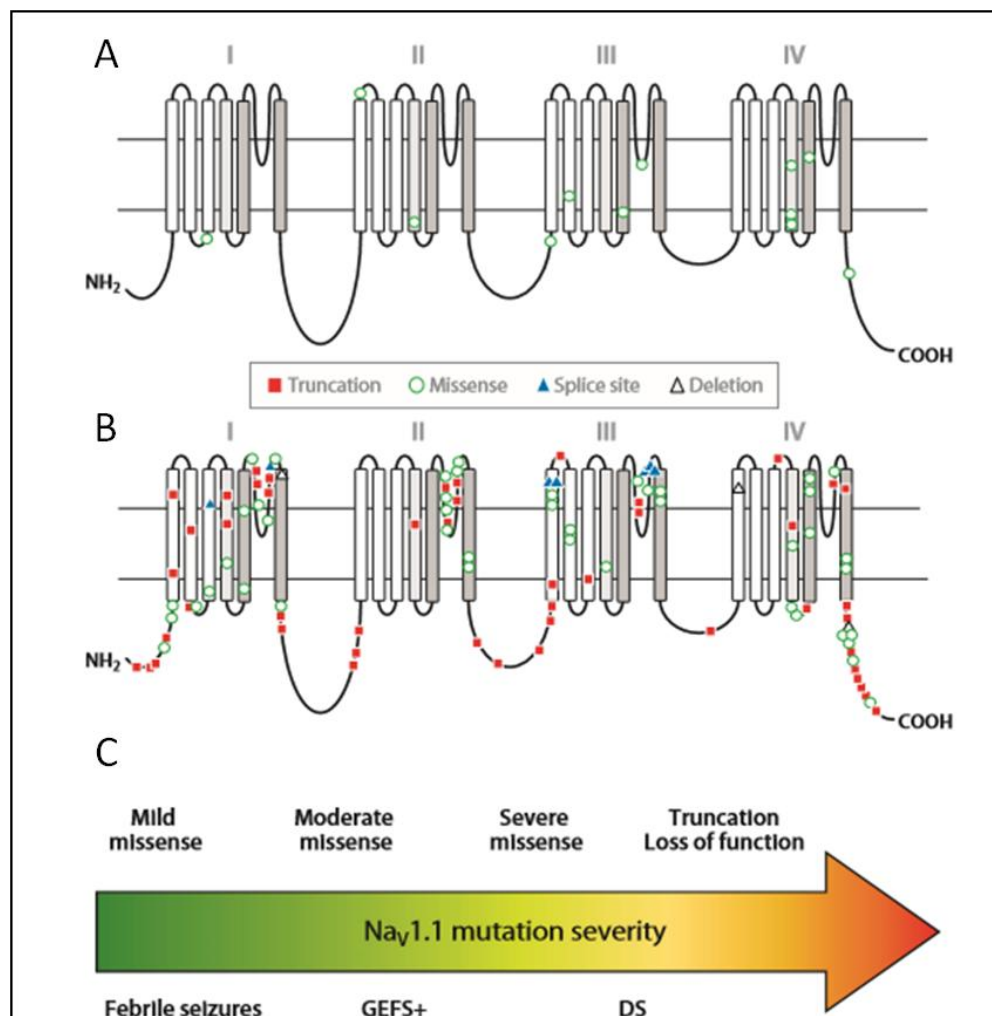 A
I II III IV
NH2
COOH
Truncation Missense Splice site Deletion
B
I II III IV
NH2
COOH
C
Mild missense
Moderate missense
Severe missense
Truncation Loss of function
NaV1.1 mutation severity
Febrile seizures GEFS+ DS